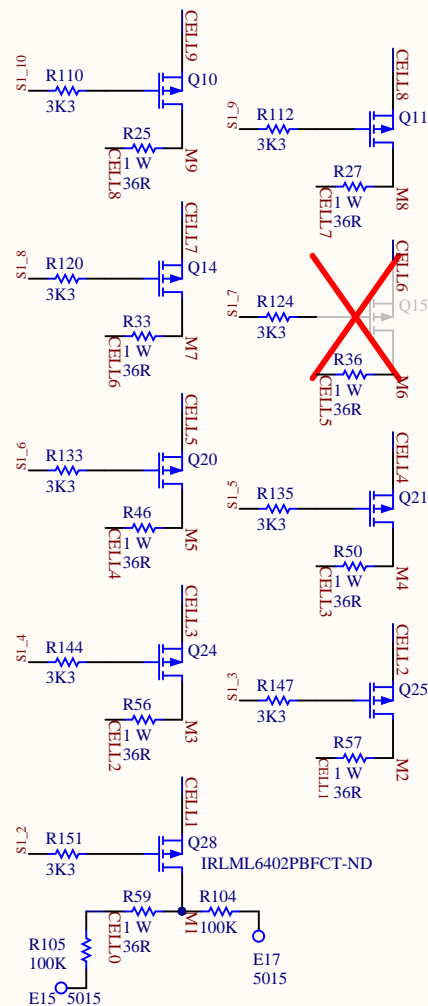 CELL9
S1_10
R110
3K3
Q10
R25
1 W
36R
CELL8
M9
CELL8
S1_9
R112
3K3
Q11
R27
1 W
36R
CELL7
M8
CELL7
S1_8
R120
3K3
Q14
R33
1 W
36R
CELL6
M7
CELL6
S1_7
R124
3K3
Q15
R36
1 W
36R
CELL5
M6
CELL5
S1_6
R133
3K3
Q20
R46
1 W
36R
CELL4
M5
CELL4
S1_5
R135
3K3
Q21
R50
1 W
36R
CELL3
M4
CELL3
S1_4
R144
3K3
Q24
R56
1 W
36R
CELL2
M3
CELL2
S1_3
R147
3K3
Q25
R57
1 W
36R
CELL1
M2
CELL1
S1_2
R151
3K3
Q28
IRLML6402PBFCT-ND
R59
1 W
36R
CELL0
M1
R104
100K
R105
100K
E15 5015
E17
5015